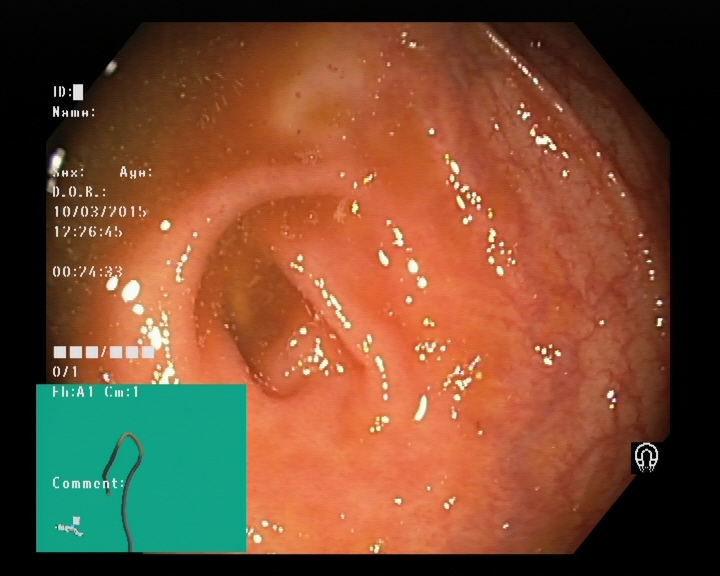 ID:
Name:
Sex: Age:
D.O.B.:
10/03/2015
12:26:45
00:24:33
■■■/■■■
0/1
Eh:A1 Cm:1
Comment: